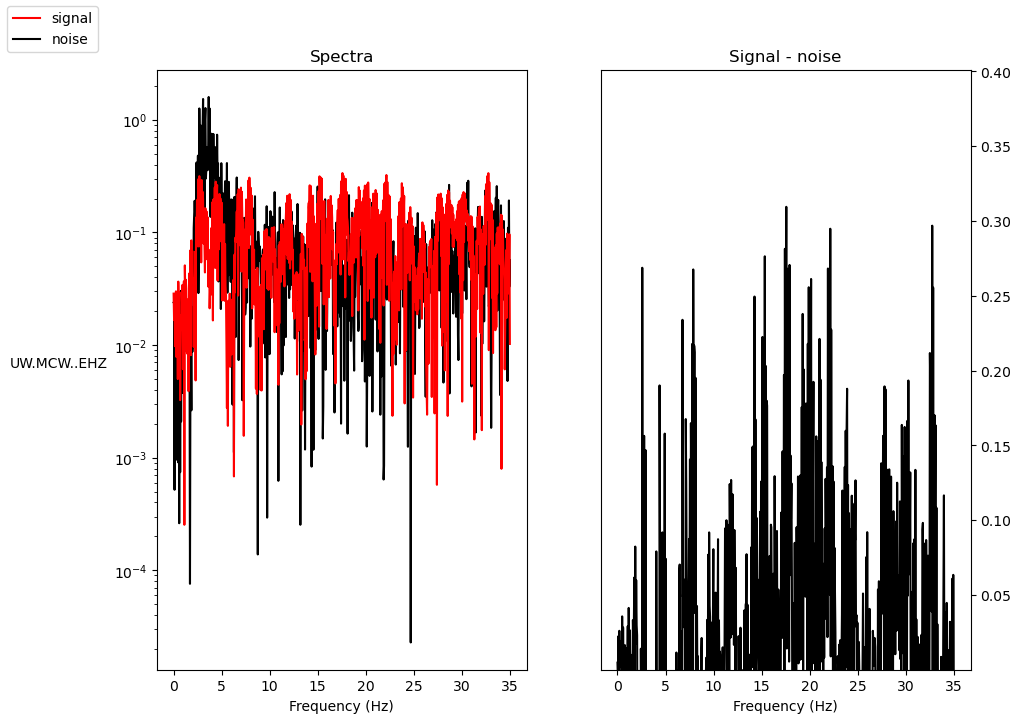 signal
noise
Spectra
Signal - noise
10⁰
10⁻¹
10⁻²
10⁻³
10⁻⁴
UW.MCW..EHZ
0 5 10 15 20 25 30 35
Frequency (Hz)
0.40
0.35
0.30
0.25
0.20
0.15
0.10
0.05
0 5 10 15 20 25 30 35
Frequency (Hz)